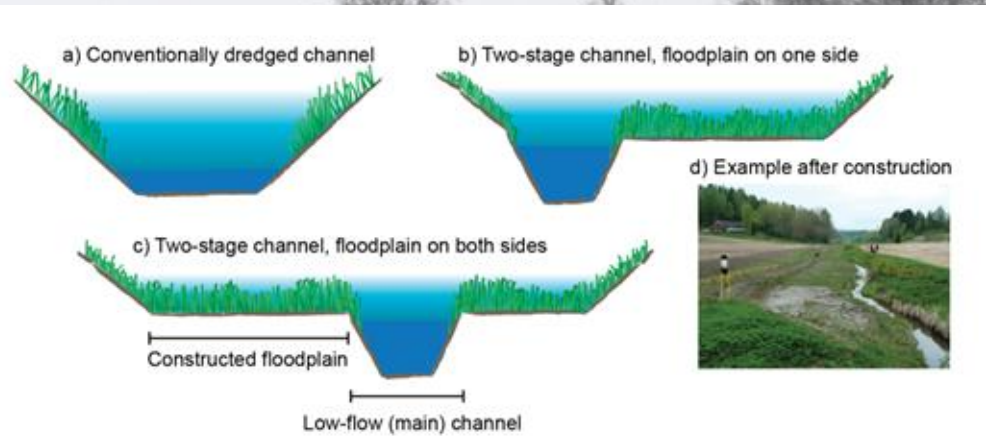 a) Conventionally dredged channel
b) Two-stage channel, floodplain on one side
d) Example after construction
c) Two-stage channel, floodplain on both sides
Constructed floodplain
Low-flow (main) channel